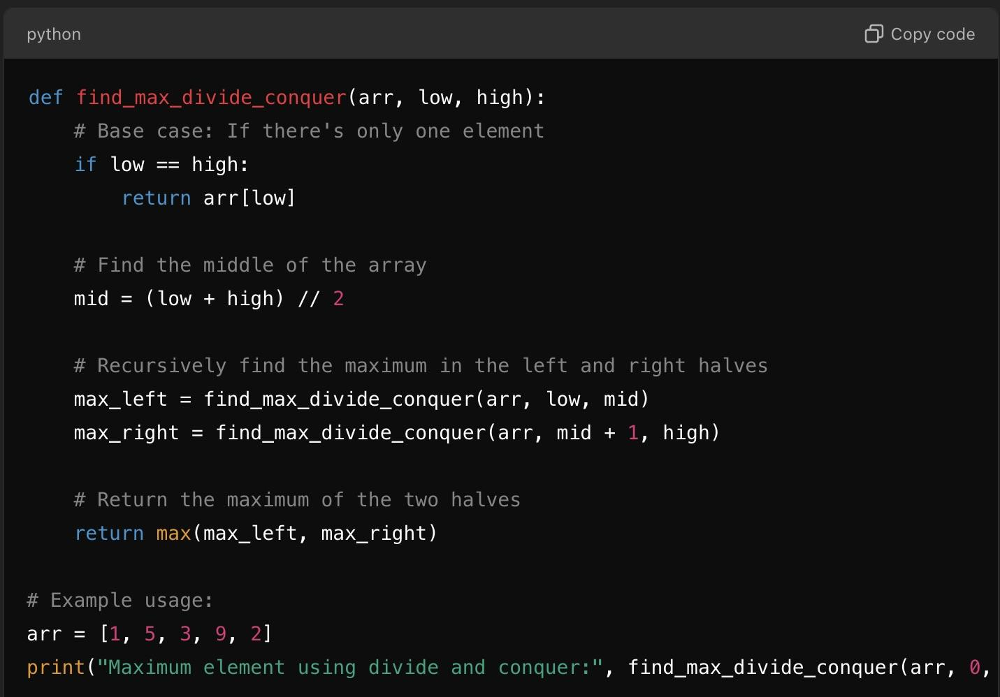 python
Copy code
def find_max_divide_conquer(arr, low, high):
    # Base case: If there's only one element
    if low == high:
        return arr[low]
    # Find the middle of the array
    mid = (low + high) // 2
    # Recursively find the maximum in the left and right halves
    max_left = find_max_divide_conquer(arr, low, mid)
    max_right = find_max_divide_conquer(arr, mid + 1, high)
    # Return the maximum of the two halves
    return max(max_left, max_right)
# Example usage:
arr = [1, 5, 3, 9, 2]
print("Maximum element using divide and conquer:", find_max_divide_conquer(arr, 0,